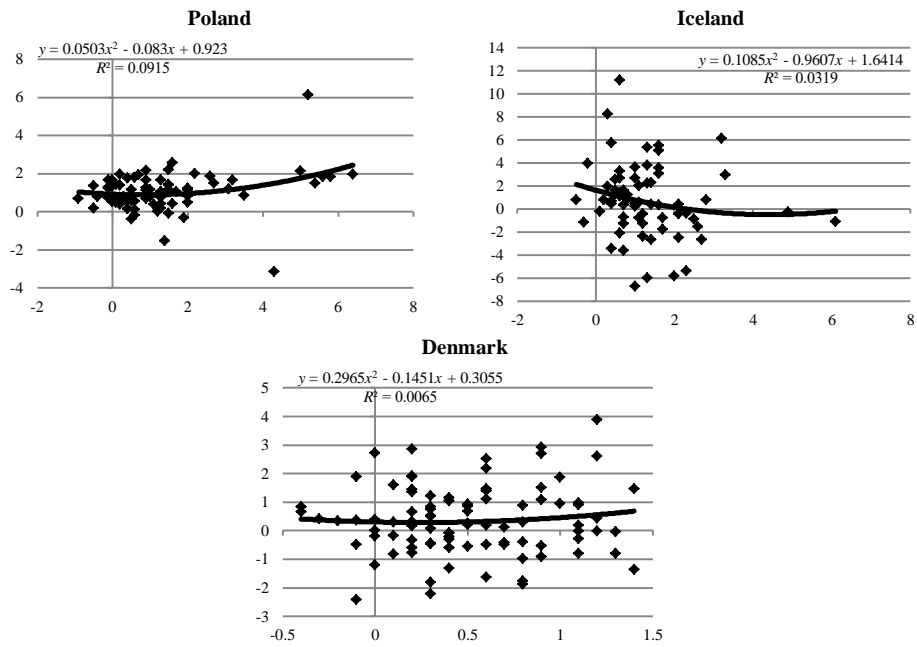 Poland
y = 0.0503x² - 0.083x + 0.923
R² = 0.0915
8
6
4
2
0
-2
-4
-2 0 2 4 6 8
Iceland
y = 0.1085x² - 0.9607x + 1.6414
R² = 0.0319
14
12
10
8
6
4
2
0
-2
-4
-6
-8
-2 0 2 4 6 8
Denmark
y = 0.2965x² - 0.1451x + 0.3055
R² = 0.0065
5
4
3
2
1
0
-1
-2
-3
-0.5 0 0.5 1 1.5